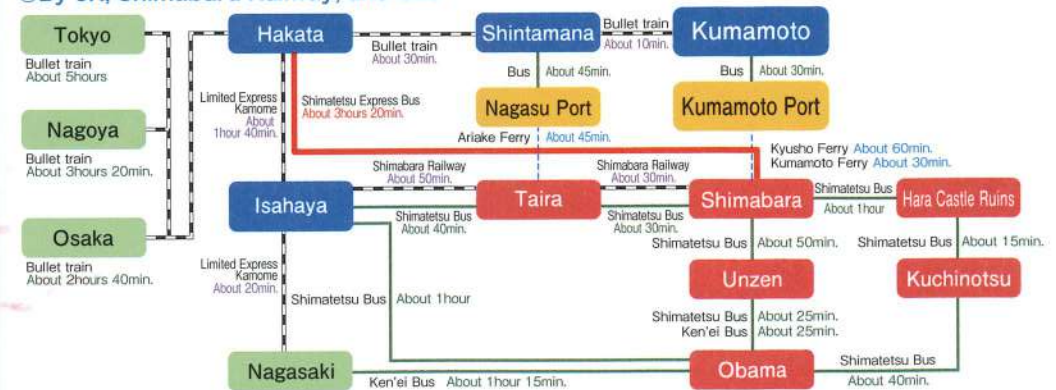 Tokyo
Bullet train
About 5hours
Nagoya
Bullet train
About 3hours 20min.
Osaka
Bullet train
About 2hours 40min.
Hakata
Bullet train
About 30min.
Shintamana
Bullet train
About 10min.
Kumamoto
Bus About 45min.
Bus About 30min.
Limited Express
Kamome
About
1hour 40min.
Shimatetsu Express Bus
About 3hours 20min.
Nagasu Port
Kumamoto Port
Ariake Ferry About 45min.
Kyusho Ferry About 60min.
Kumamoto Ferry About 30min.
Isahaya
Shimabara Railway
About 50min.
Shimatetsu Bus
About 40min.
Taira
Shimabara Railway
About 30min.
Shimatetsu Bus
About 30min.
Shimabara
Shimatetsu Bus
About 1hour
Hara Castle Ruins
Shimatetsu Bus About 50min.
Shimatetsu Bus About 15min.
Limited Express
Kamome
About 20min.
Shimatetsu Bus About 1hour
Unzen
Kuchinotsu
Shimatetsu Bus About 25min.
Ken'ei Bus About 25min.
Nagasaki
Ken'ei Bus About 1hour 15min.
Obama
Shimatetsu Bus
About 40min.